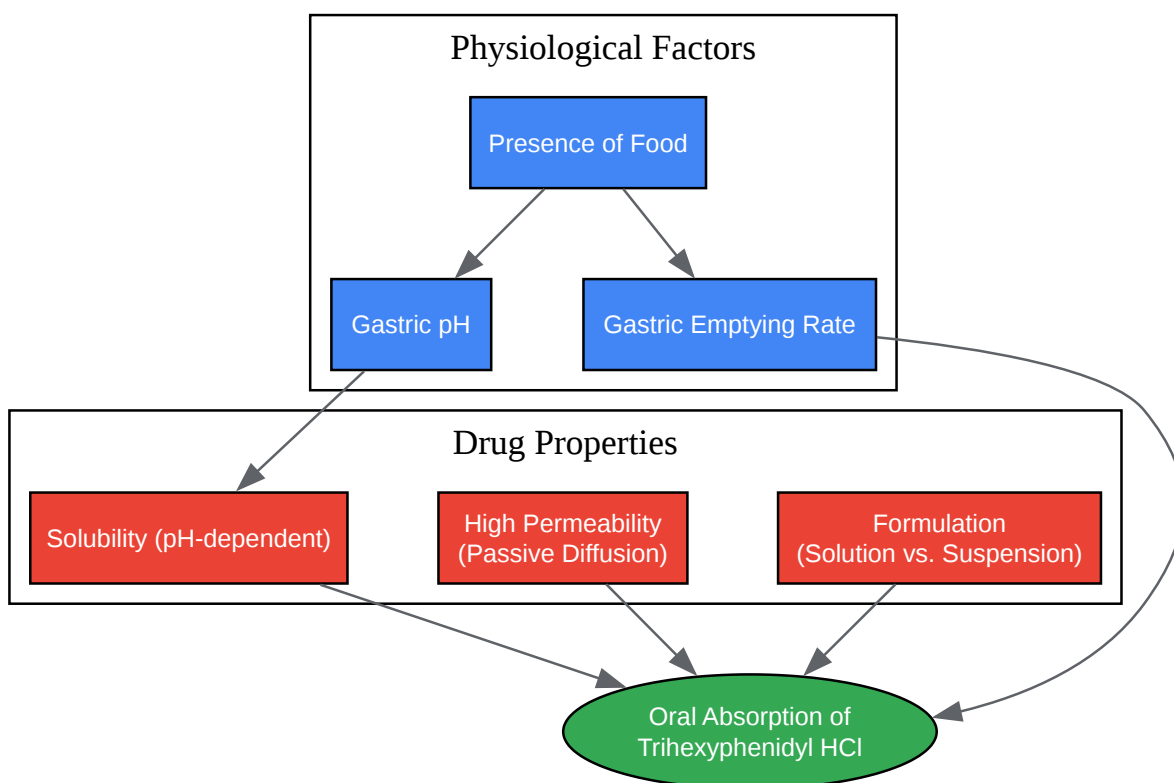 Physiological Factors
Presence of Food
Gastric pH
Gastric Emptying Rate
Drug Properties
Solubility (pH-dependent)
High Permeability
(Passive Diffusion)
Formulation
(Solution vs. Suspension)
Oral Absorption of
Trihexyphenidyl HCl